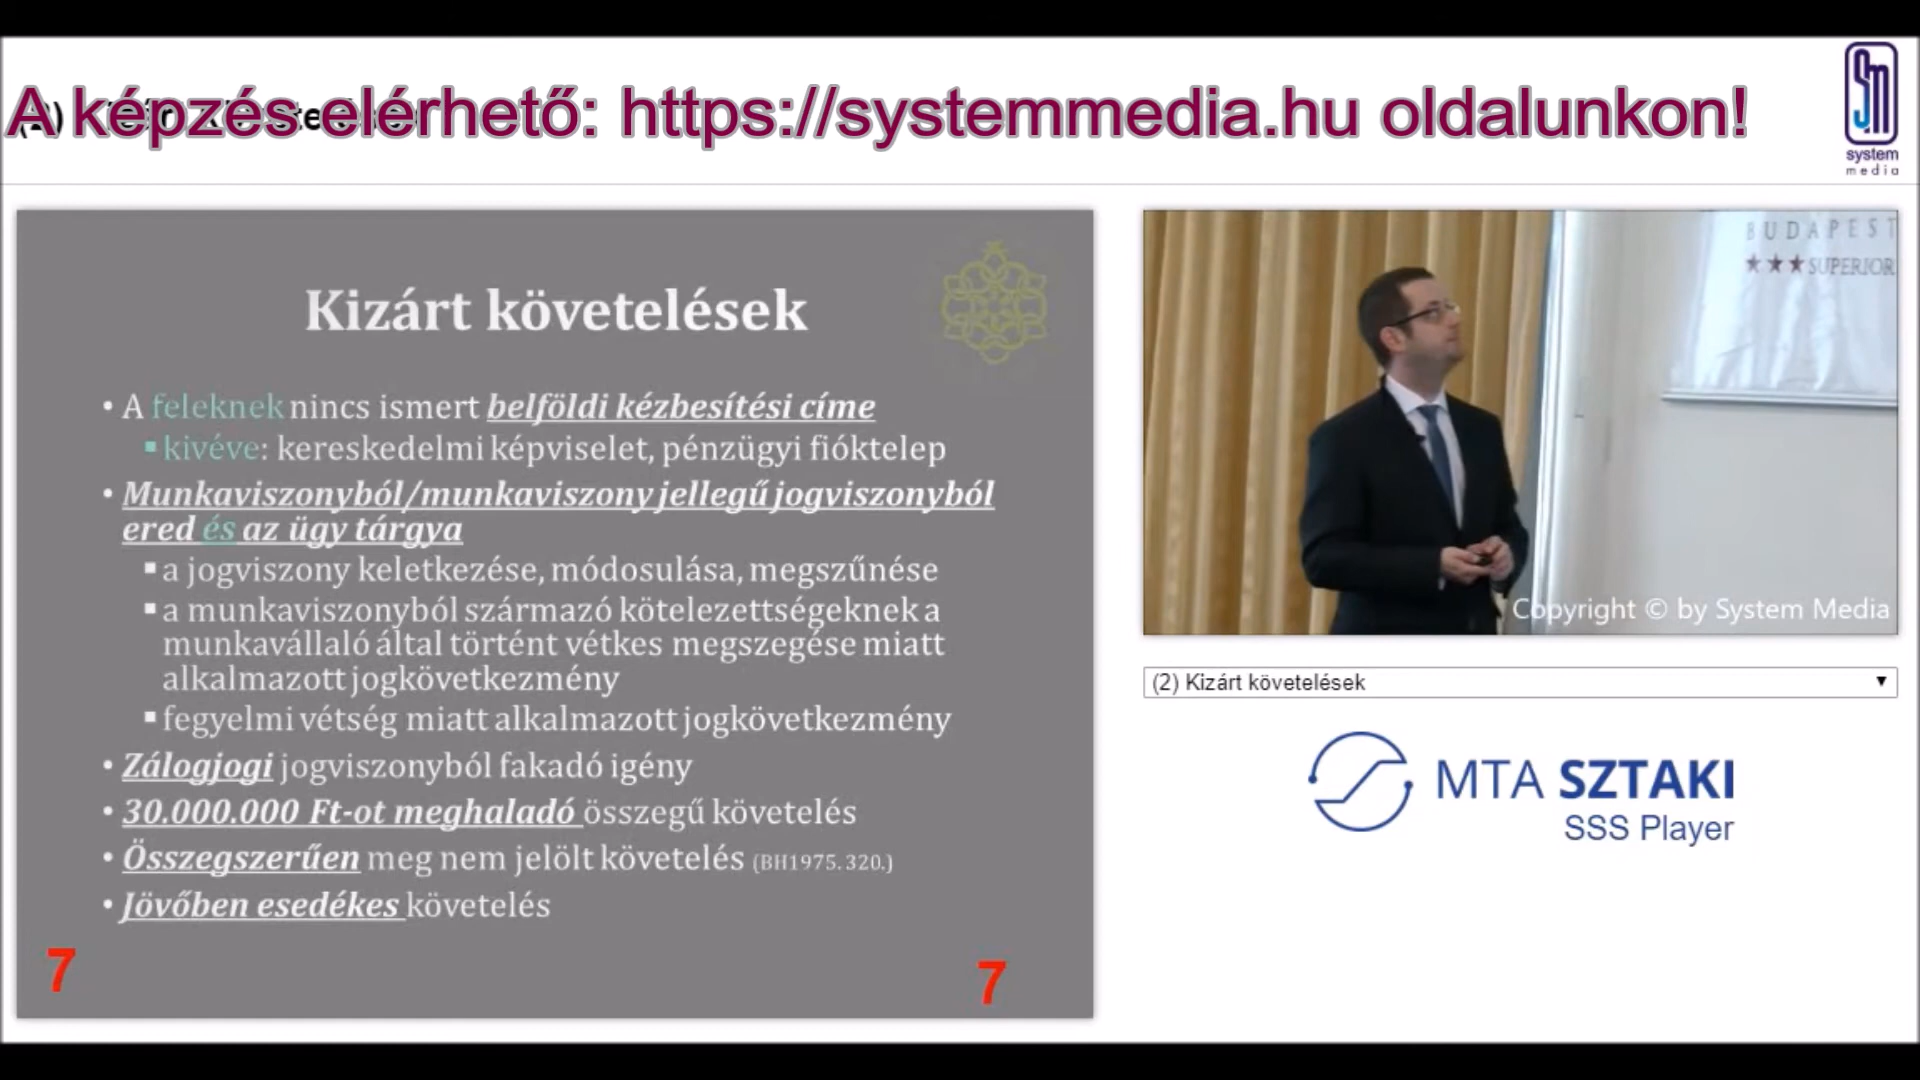 A képzés elérhető: https://systemmedia.hu oldalunkon!
system
media
Kizárt követelések
• A feleknek nincs ismert belföldi kézbesítési címe
▪ kivéve: kereskedelmi képviselet, pénzügyi fióktelep
• Munkaviszonyból/munkaviszony jellegű jogviszonyból
ered és az ügy tárgya
▪ a jogviszony keletkezése, módosulása, megszűnése
▪ a munkaviszonyból származó kötelezettségeknek a
munkavállaló által történt vétkes megszegése miatt
alkalmazott jogkövetkezmény
▪ fegyelmi vétség miatt alkalmazott jogkövetkezmény
• Zálogjogi jogviszonyból fakadó igény
• 30.000.000 Ft-ot meghaladó összegű követelés
• Összegszerűen meg nem jelölt követelés (BH1975. 320.)
• Jövőben esedékes követelés
7
7
BUDAPEST
★★★SUPERIOR
Copyright © by System Media
(2) Kizárt követelések
MTA SZTAKI
SSS Player